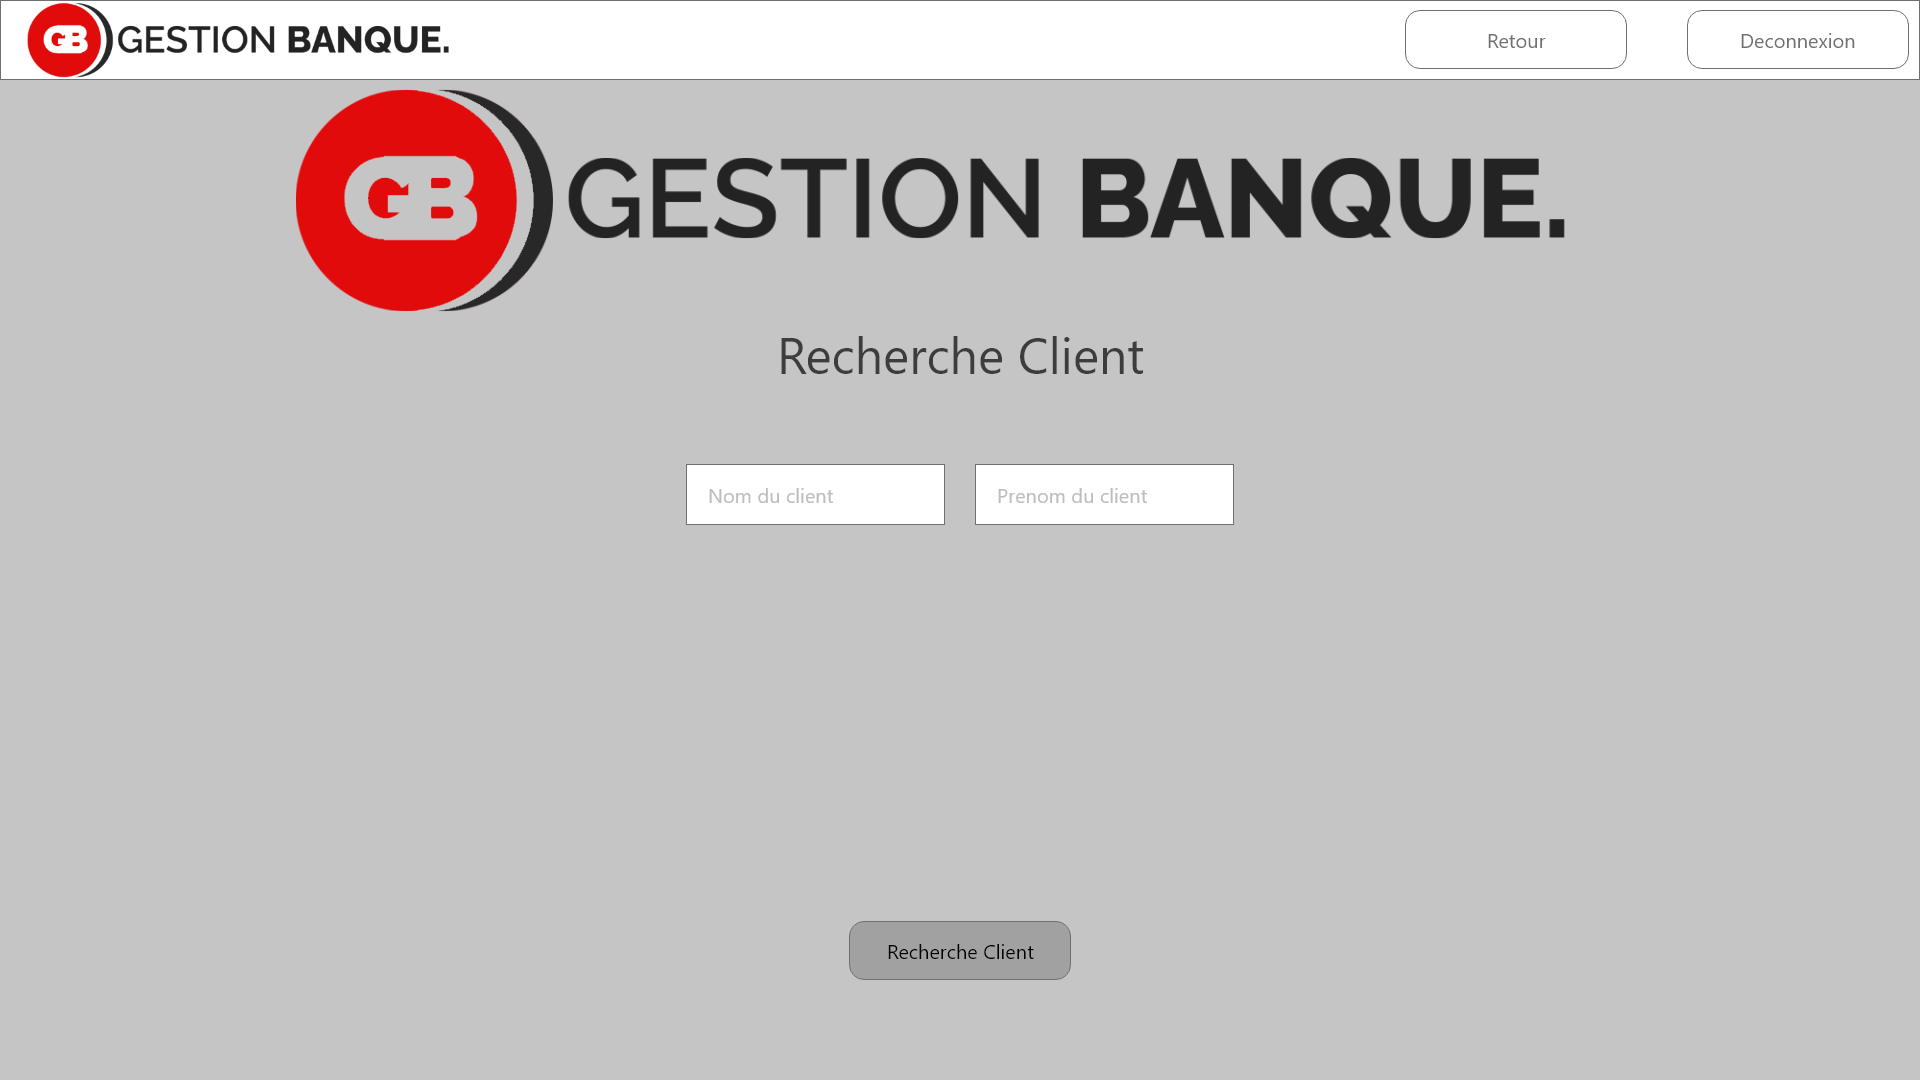 GB GESTION BANQUE.
Retour
Deconnexion
GB GESTION BANQUE.
Recherche Client
Nom du client
Prenom du client
Recherche Client